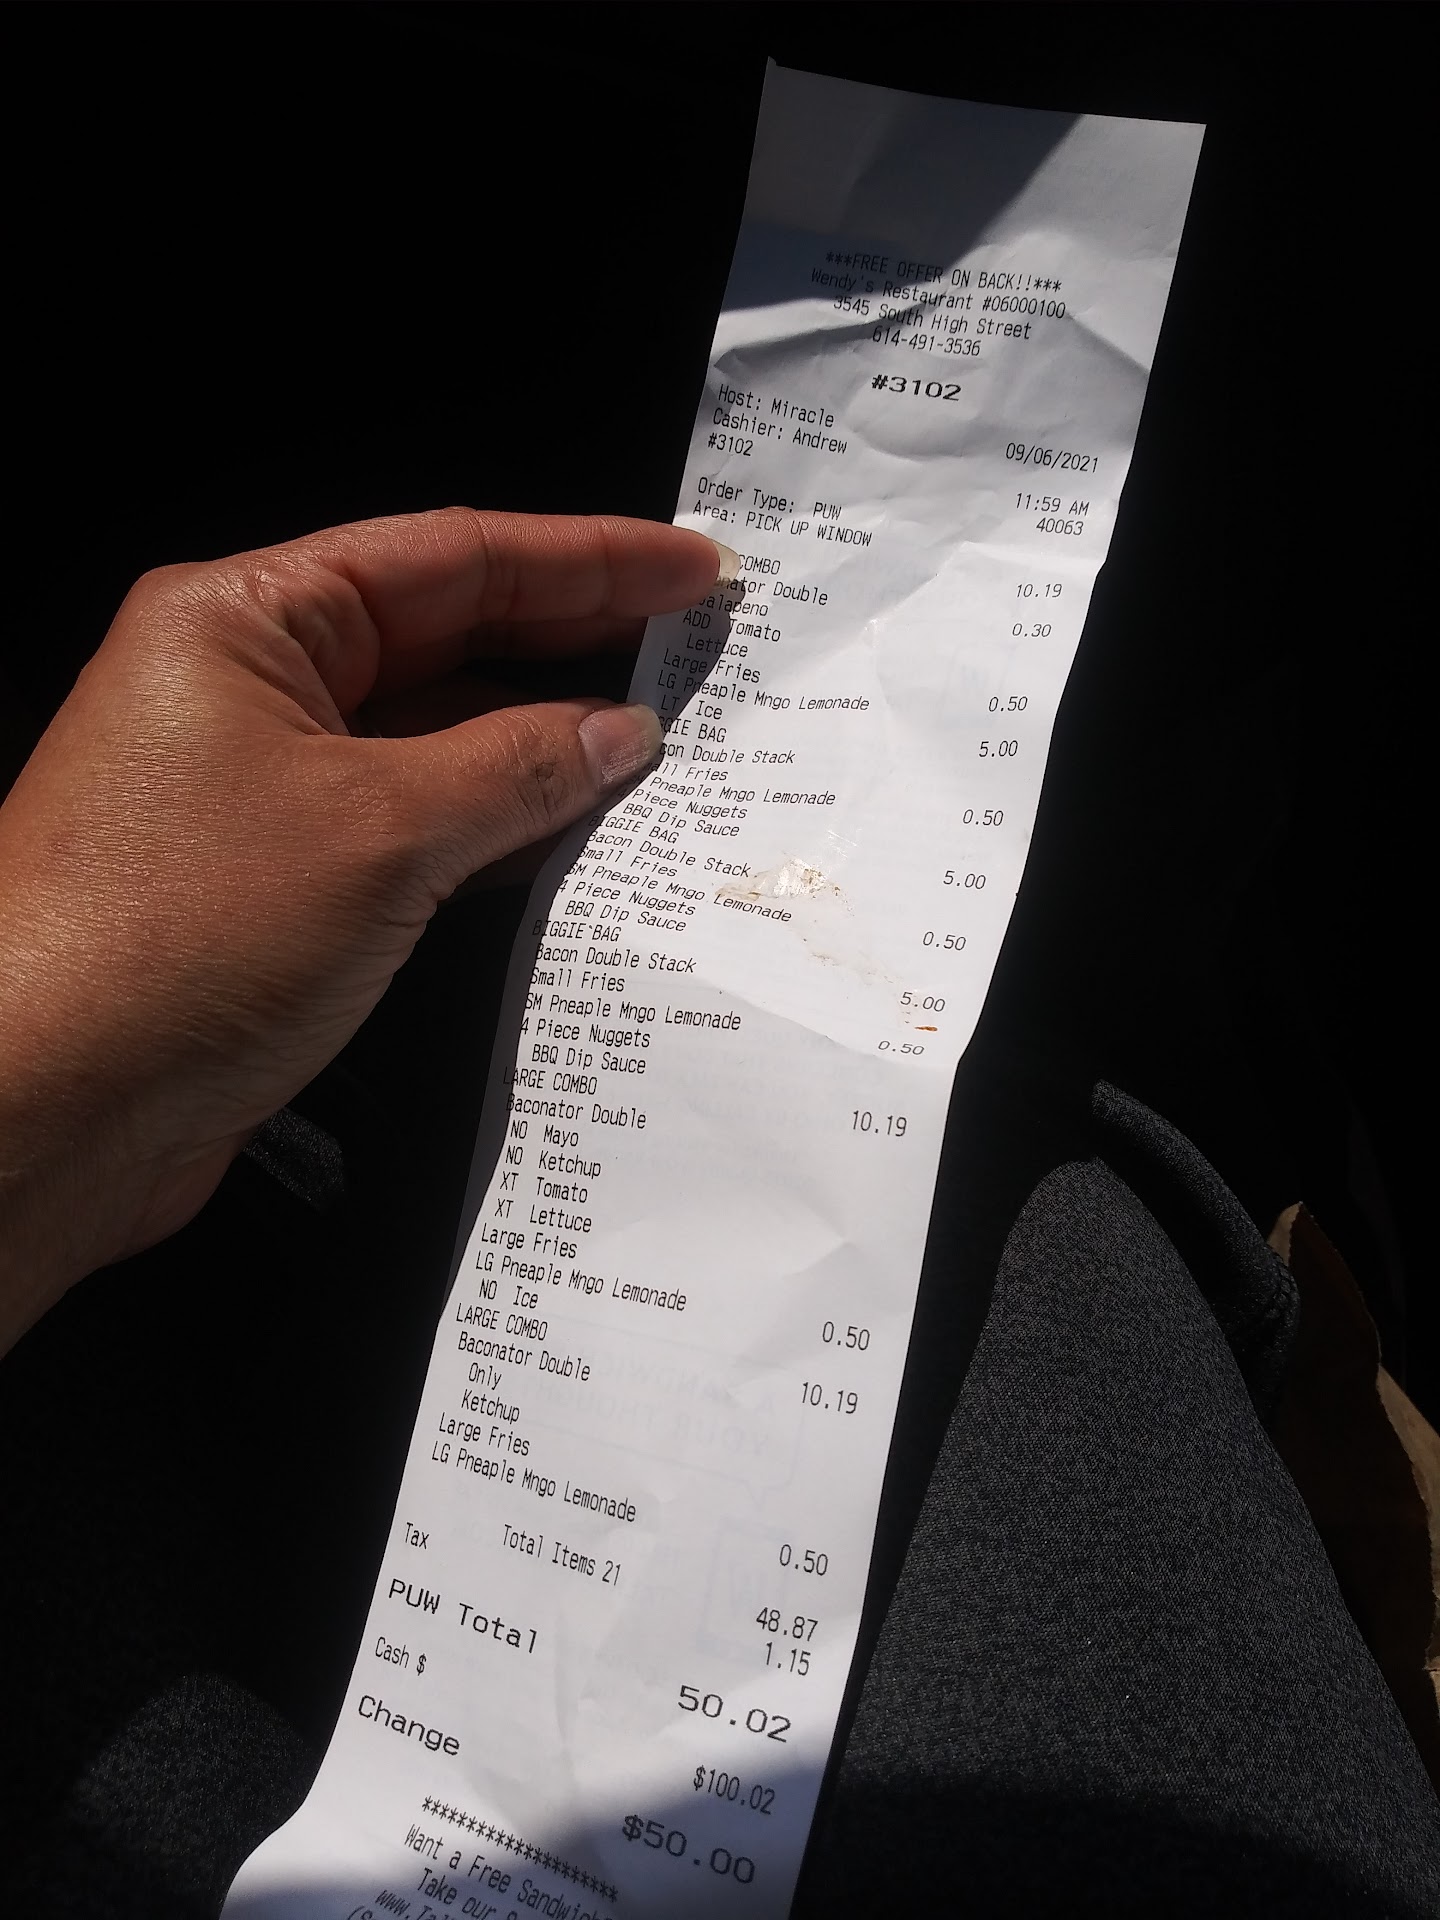 ***FREE OFFER ON BACK!!***
Wendy's Restaurant #06000100
3545 South High Street
614-491-3536
#3102
Host: Miracle
Cashier: Andrew 09/06/2021
#3102 11:59 AM
40063
Order Type: PUW
Area: PICK UP WINDOW
COMBO 10.19
nator Double
Jalapeno 0.30
ADD Tomato
Lettuce
Large Fries
LG Pneaple Mngo Lemonade 0.50
LT Ice
GGIE BAG 5.00
con Double Stack
all Fries
Pneaple Mngo Lemonade 0.50
4 Piece Nuggets
BBQ Dip Sauce
BIGGIE BAG 5.00
Bacon Double Stack
Small Fries
SM Pneaple Mngo Lemonade 0.50
4 Piece Nuggets
BBQ Dip Sauce
BIGGIE BAG 5.00
Bacon Double Stack
Small Fries
SM Pneaple Mngo Lemonade 0.50
4 Piece Nuggets
BBQ Dip Sauce
LARGE COMBO 10.19
Baconator Double
NO Mayo
NO Ketchup
XT Tomato
XT Lettuce
Large Fries
LG Pneaple Mngo Lemonade 0.50
NO Ice
LARGE COMBO 10.19
Baconator Double
Only
Ketchup
Large Fries
LG Pneaple Mngo Lemonade 0.50
Total Items 21 48.87
Tax 1.15
PUW Total 50.02
Cash $ $100.02
Change $50.00
*********************
Want a Free Sandwich
Take our